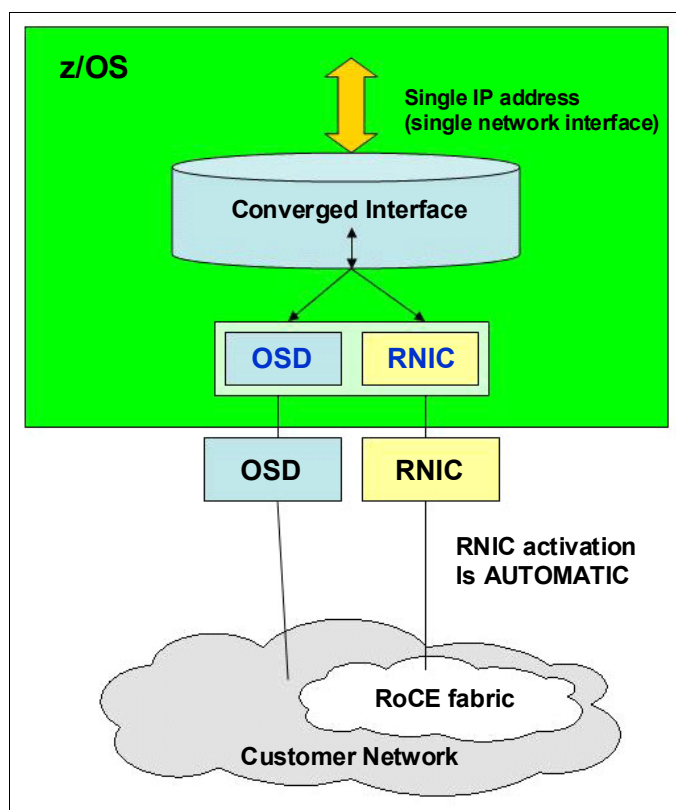 z/OS
Single IP address
(single network interface)
Converged Interface
OSD
RNIC
OSD
RNIC
RNIC activation
Is AUTOMATIC
RoCE fabric
Customer Network